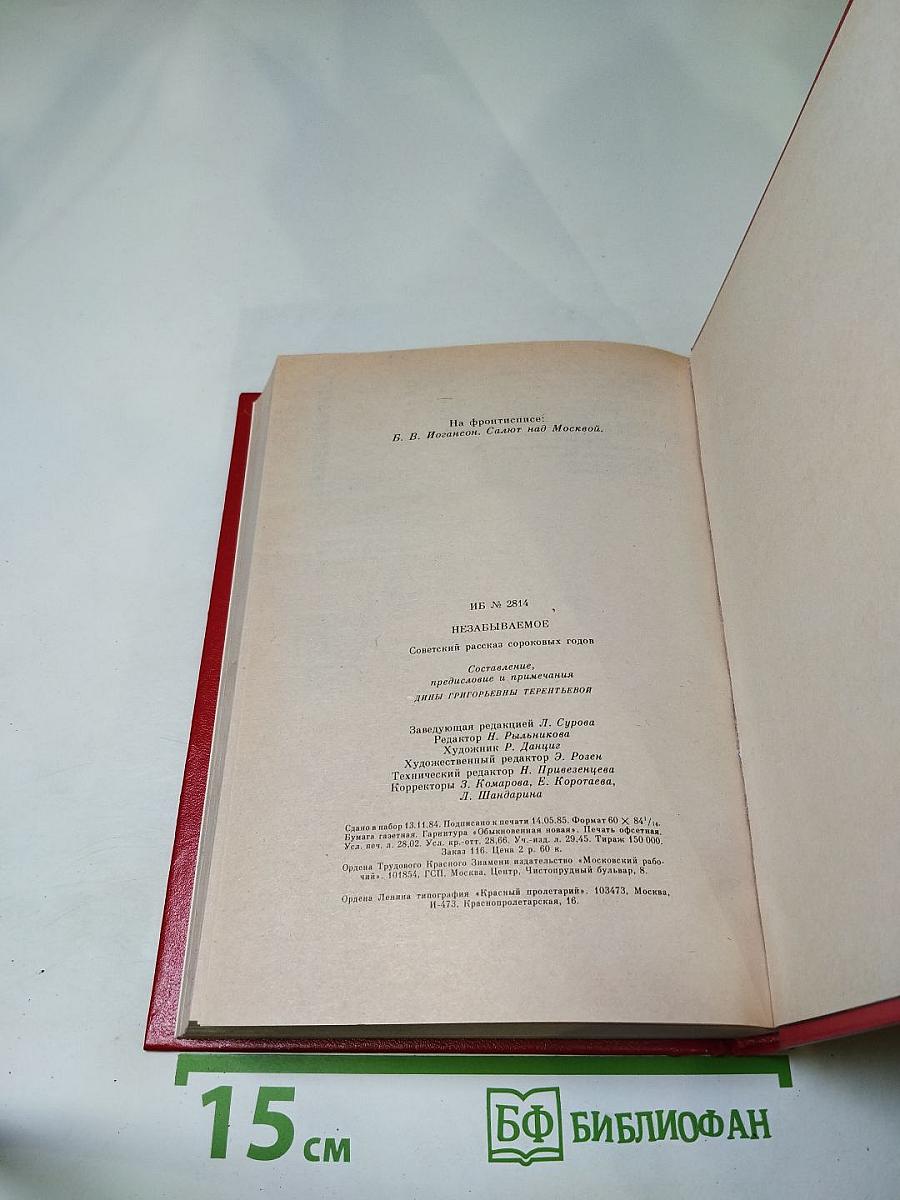 На фронтисписе:
Б. В. Иогансон. Салют над Москвой.
ИБ № 2814
НЕЗАБЫВАЕМОЕ
Советский рассказ сороковых годов
Составление,
предисловие и примечания
ДИНЫ ГРИГОРЬЕВНЫ ТЕРЕНТЬЕВОЙ
Заведующая редакцией Л. Сурова
Редактор Н. Рыльникова
Художник Р. Данциг
Художественный редактор Э. Розен
Технический редактор Н. Привезенцева
Корректоры З. Комарова, Е. Коротаева,
Л. Шандарина
Сдано в набор 13.11.84. Подписано к печати 14.05.85. Формат 60 × 84¹/₁₆.
Бумага газетная. Гарнитура «Обыкновенная новая». Печать офсетная.
Усл. печ. л. 28,02. Усл. кр.-отт. 28,66. Уч.-изд. л. 29,45. Тираж 150 000.
Заказ 116. Цена 2 р. 60 к.
Ордена Трудового Красного Знамени издательство «Московский рабо-
чий». 101854, ГСП, Москва, Центр, Чистопрудный бульвар, 8.
Ордена Ленина типография «Красный пролетарий». 103473, Москва,
И-473, Краснопролетарская, 16.
15 см
БФ БИБЛИОФАН